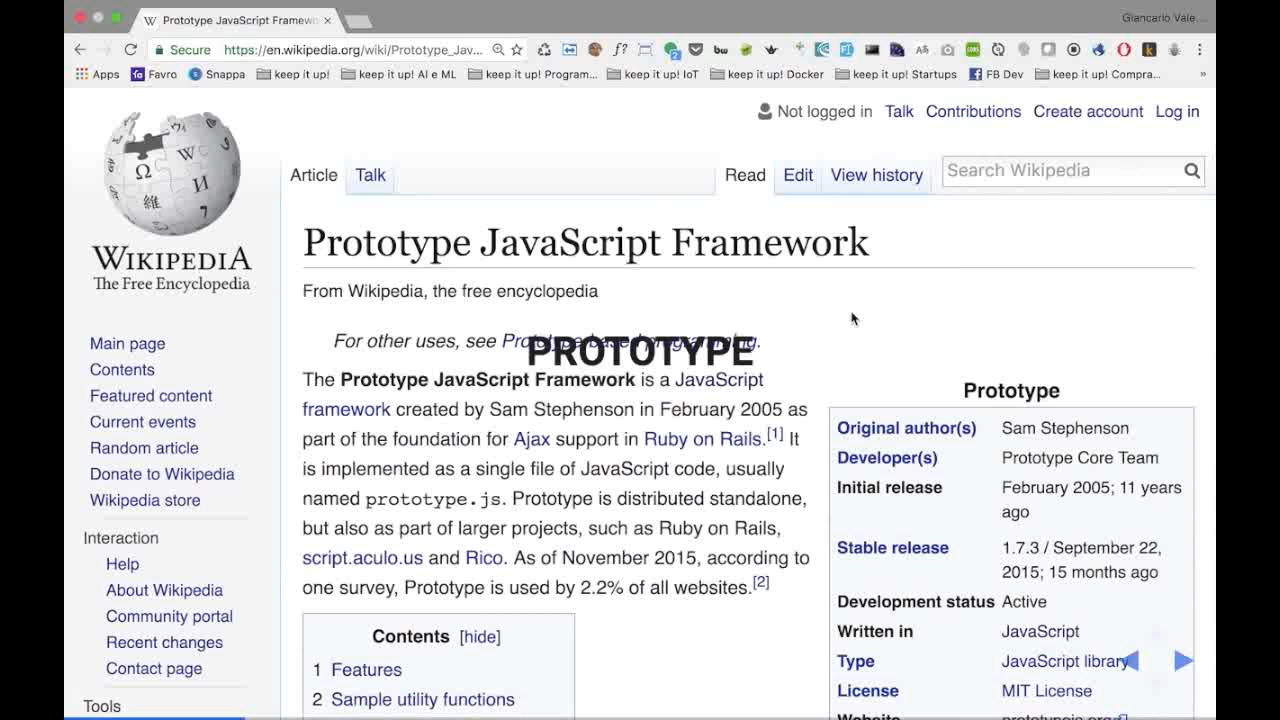 Prototype JavaScript Framewo
Giancarlo Vale...
Secure https://en.wikipedia.org/wiki/Prototype_Jav...
Apps Favro Snappa keep it up! keep it up! AI e ML keep it up! Program... keep it up! IoT keep it up! Docker keep it up! Startups FB Dev keep it up! Compra... »
Not logged in Talk Contributions Create account Log in
Article Talk Read Edit View history Search Wikipedia
WIKIPEDIA
The Free Encyclopedia
Prototype JavaScript Framework
From Wikipedia, the free encyclopedia
For other uses, see Prototype-based programming.
PROTOTYPE
The Prototype JavaScript Framework is a JavaScript
framework created by Sam Stephenson in February 2005 as
part of the foundation for Ajax support in Ruby on Rails.[1] It
is implemented as a single file of JavaScript code, usually
named prototype.js. Prototype is distributed standalone,
but also as part of larger projects, such as Ruby on Rails,
script.aculo.us and Rico. As of November 2015, according to
one survey, Prototype is used by 2.2% of all websites.[2]
Contents [hide]
1 Features
2 Sample utility functions
Main page
Contents
Featured content
Current events
Random article
Donate to Wikipedia
Wikipedia store
Interaction
Help
About Wikipedia
Community portal
Recent changes
Contact page
Tools
Prototype
Original author(s) Sam Stephenson
Developer(s) Prototype Core Team
Initial release February 2005; 11 years
ago
Stable release 1.7.3 / September 22,
2015; 15 months ago
Development status Active
Written in JavaScript
Type JavaScript library
License MIT License
Website prototypejs.org